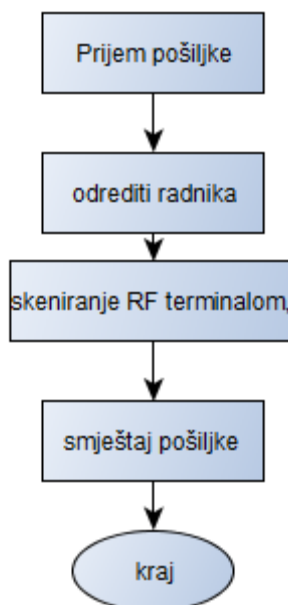 Prijem pošiljke
odrediti radnika
skeniranje RF terminalom,
smještaj pošiljke
kraj